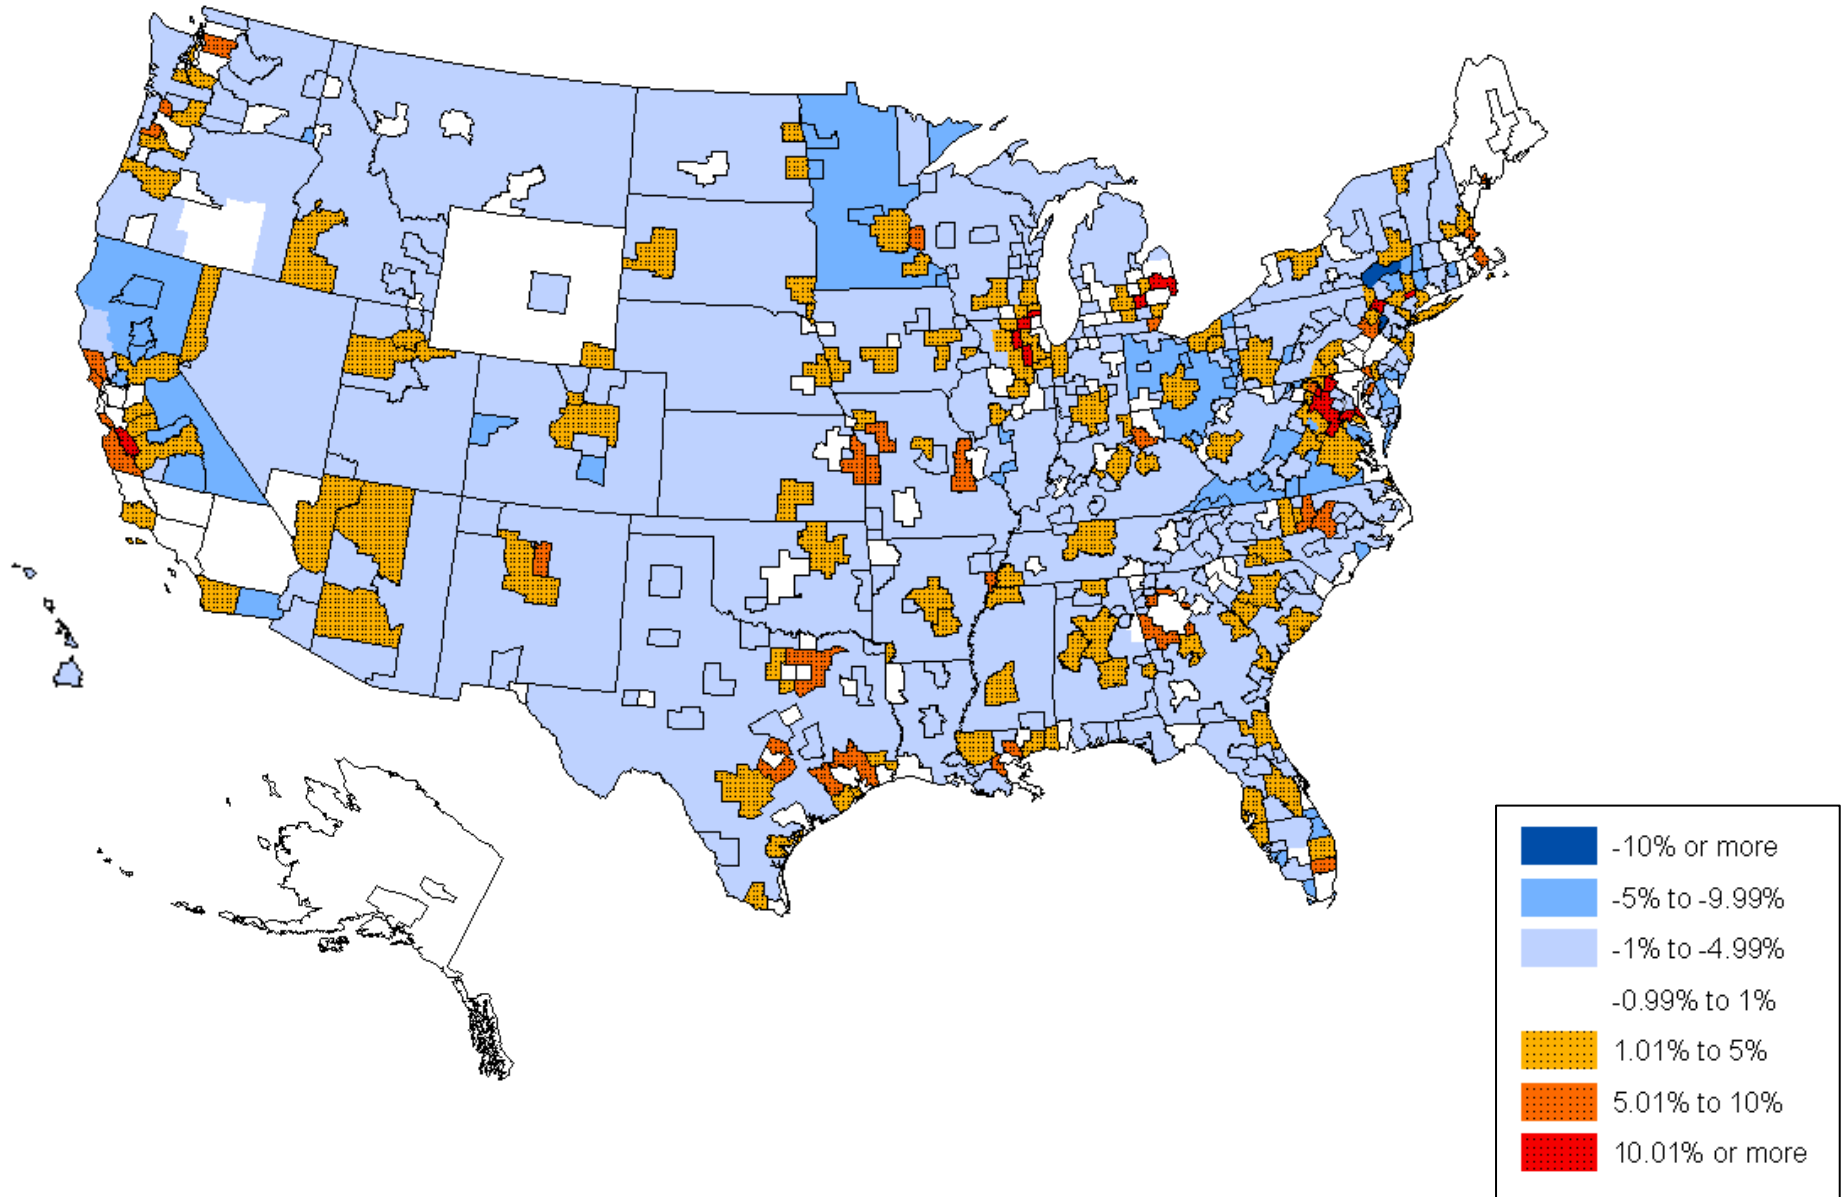 -10% or more
-5% to -9.99%
-1% to -4.99%
-0.99% to 1%
1.01% to 5%
5.01% to 10%
10.01% or more